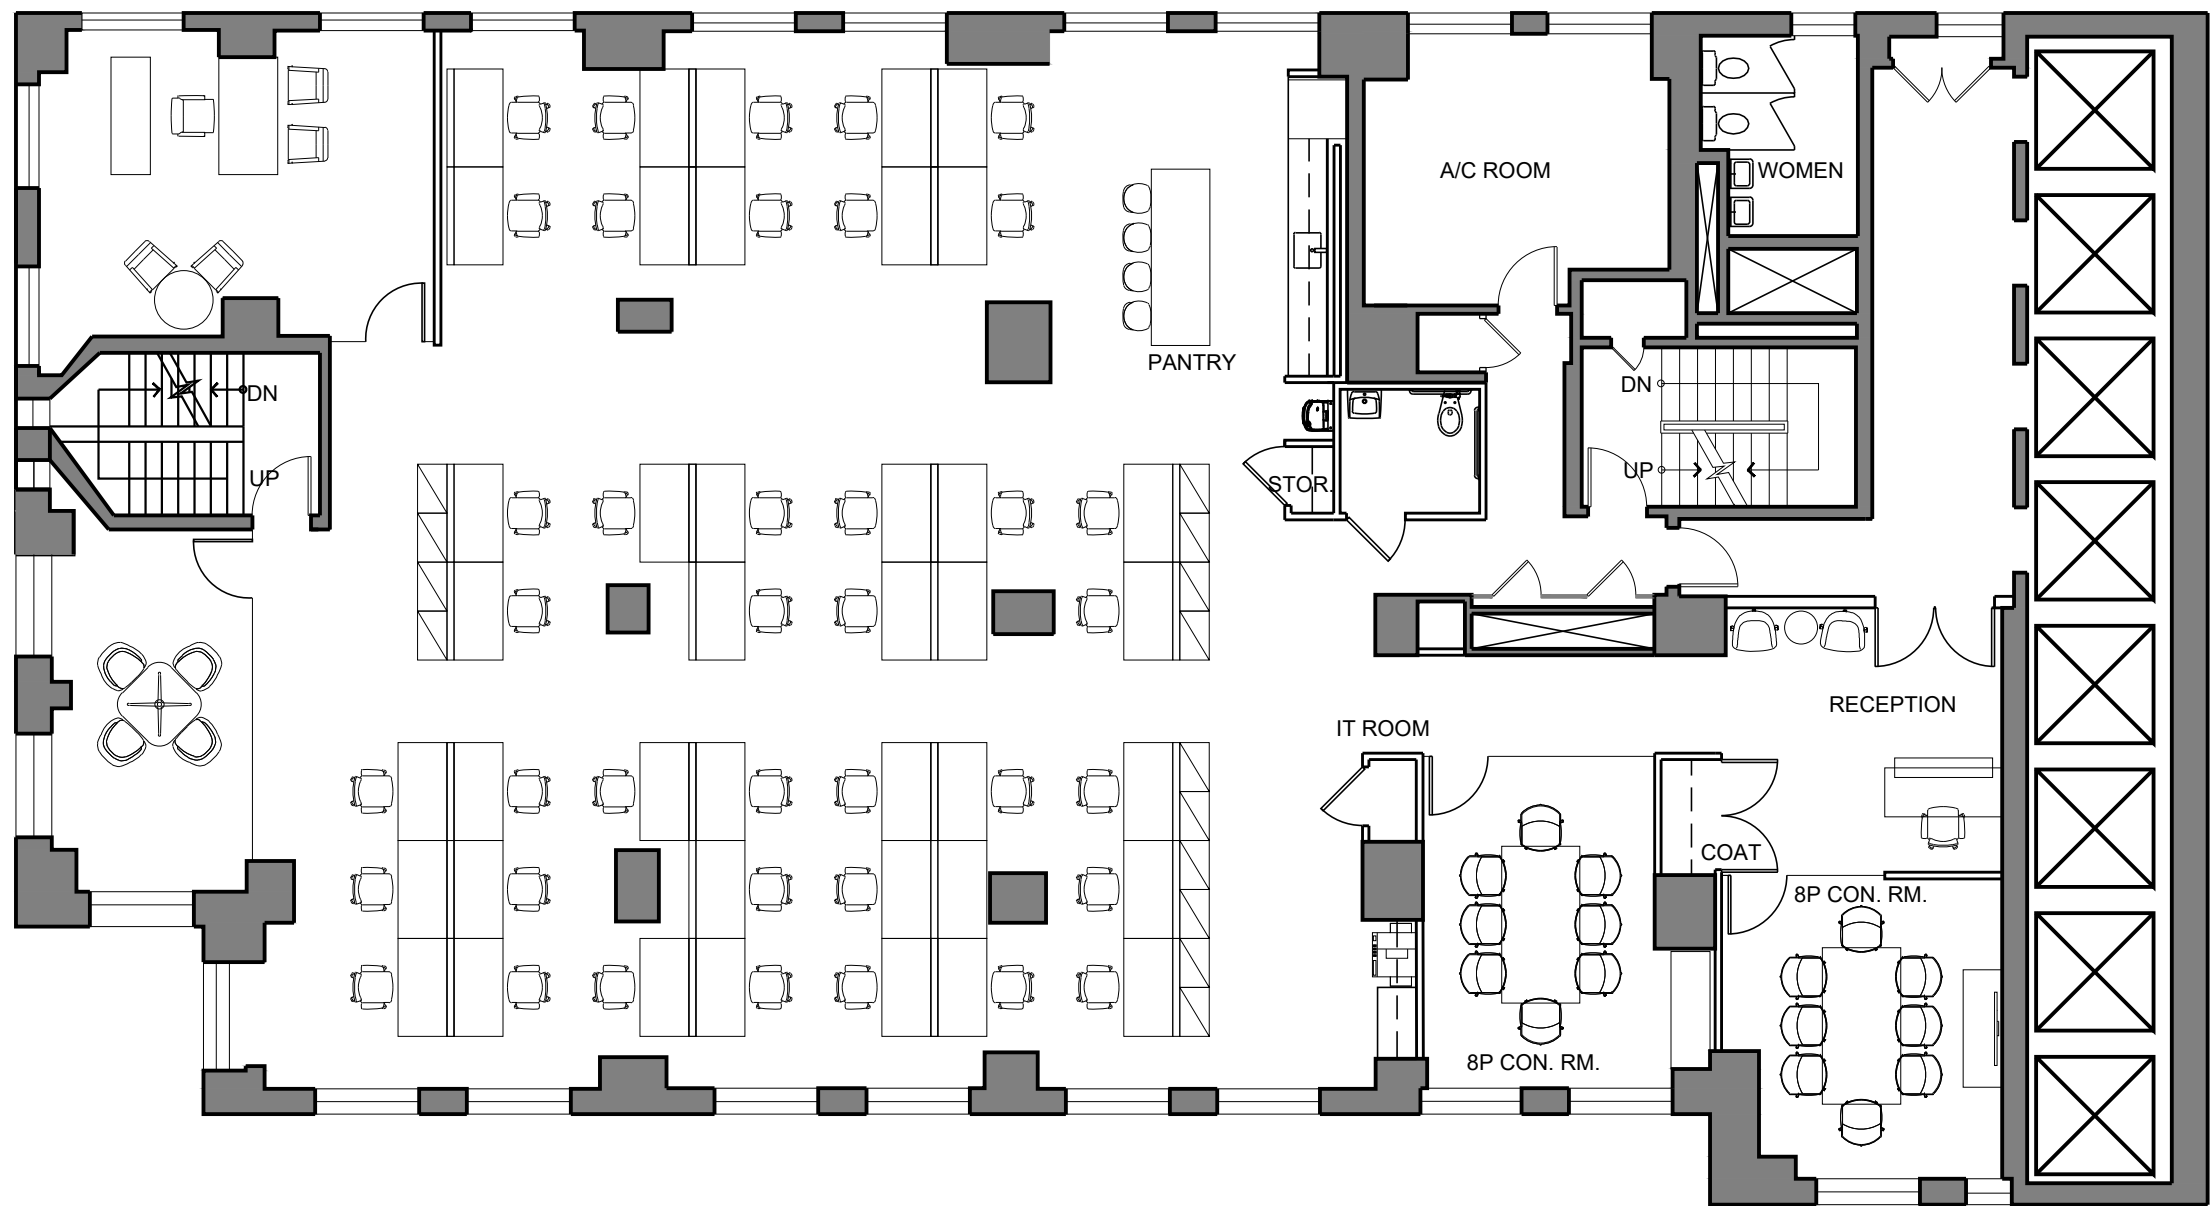 A/C ROOM
WOMEN
PANTRY
DN
DN
UP
UP
STOR.
RECEPTION
IT ROOM
COAT
8P CON. RM.
8P CON. RM.